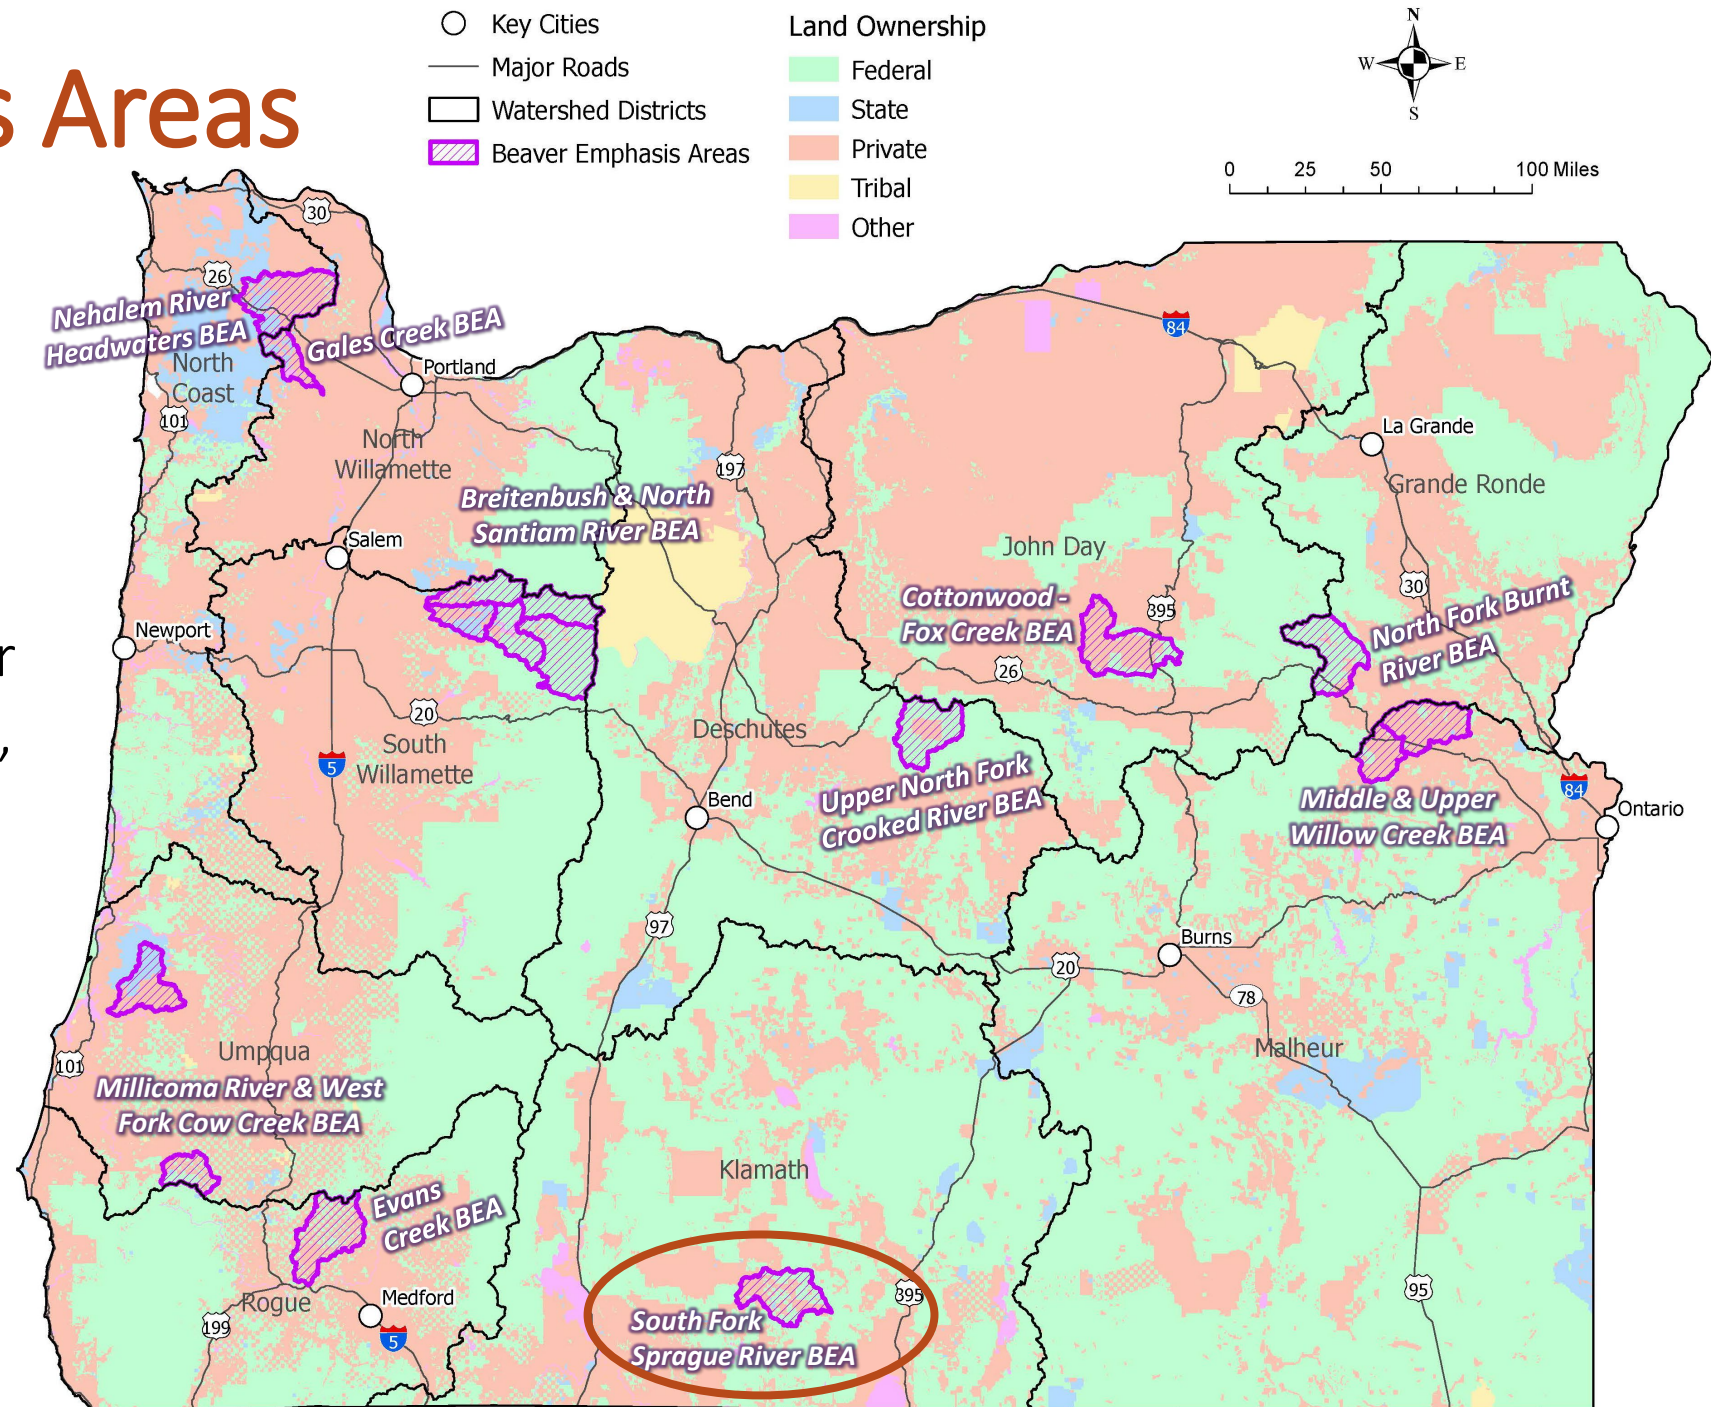 s Areas
r
,
Key Cities
Major Roads
Watershed Districts
Beaver Emphasis Areas
Land Ownership
Federal
State
Private
Tribal
Other
N
W
E
S
0 25 50 100 Miles
30
26
Nehalem River
Headwaters BEA
Gales Creek BEA
North
Coast
Portland
101
84
La Grande
Grande Ronde
North
Willamette
197
Breitenbush & North
Santiam River BEA
Salem
John Day
Cottonwood -
Fox Creek BEA
395
30
North Fork Burnt
River BEA
Newport
26
20
South
Willamette
5
Deschutes
Upper North Fork
Crooked River BEA
Bend
Middle & Upper
Willow Creek BEA
84
Ontario
97
Burns
20
78
Malheur
Umpqua
101
Millicoma River & West
Fork Cow Creek BEA
Klamath
Evans
Creek BEA
Rogue
Medford
199
5
South Fork
Sprague River BEA
395
95